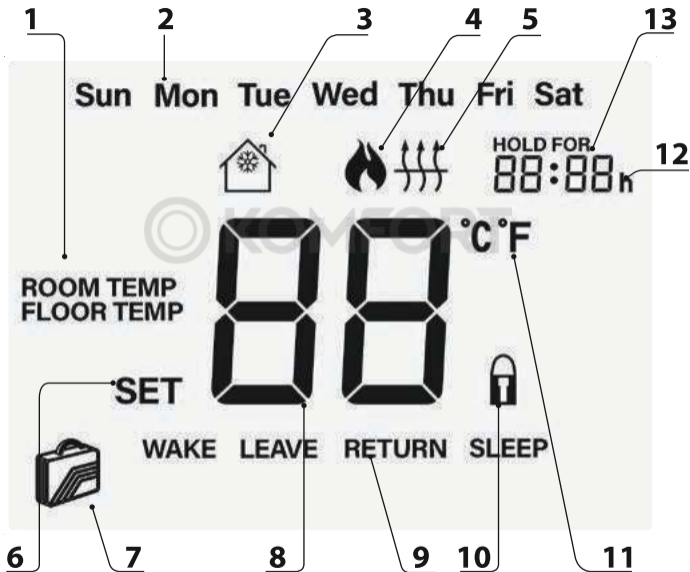 1 2 3 4 5 13
Sun Mon Tue Wed Thu Fri Sat
HOLD FOR
12
88:88h
KOMFORT
88 °C °F
ROOM TEMP
FLOOR TEMP
SET
WAKE LEAVE RETURN SLEEP
6 7 8 9 10 11